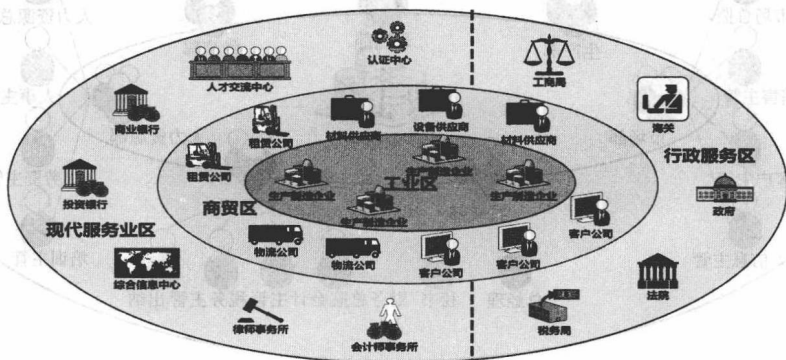 认证中心
工商局
人才交流中心
海关
商业银行
租赁公司
材料供应商
设备供应商
材料供应商
租赁公司
行政服务区
生产制造企业
工业区
生产制造企业
生产制造企业
投资银行
政府
商贸区
生产制造企业
现代服务业区
客户公司
物流公司
物流公司
客户公司
客户公司
综合信息中心
法院
税务局
律师事务所
会计师事务所